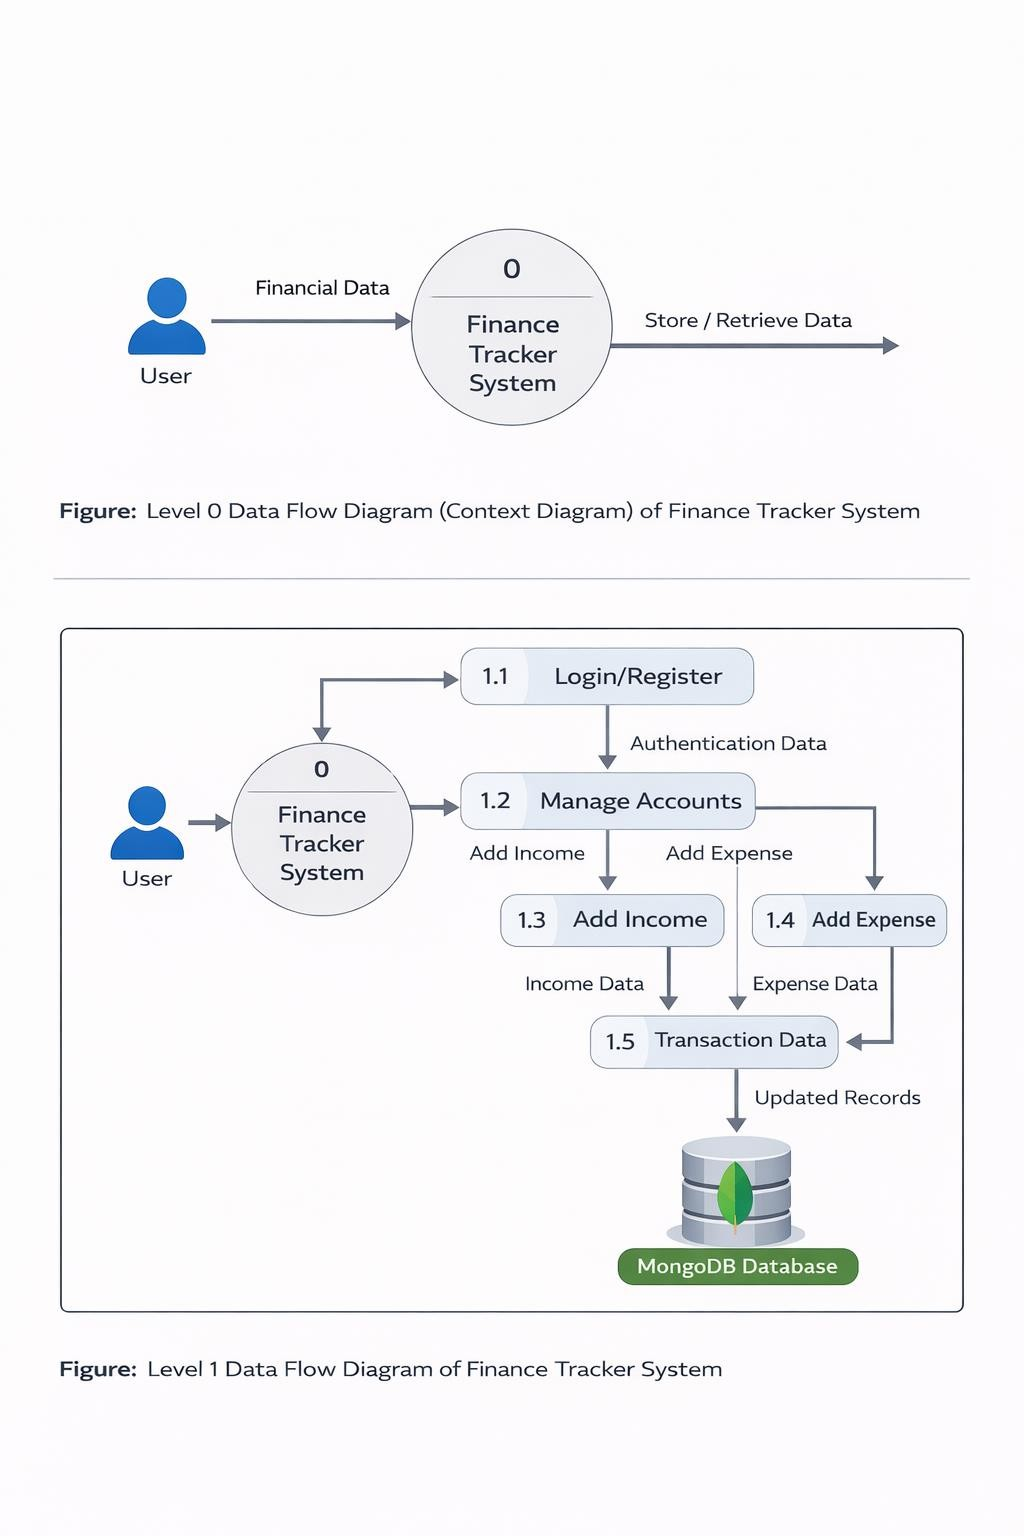 Financial Data
0
Finance
Tracker
System
Store / Retrieve Data
User
Figure: Level 0 Data Flow Diagram (Context Diagram) of Finance Tracker System
1.1 Login/Register
Authentication Data
0
Finance
Tracker
System
User
1.2 Manage Accounts
Add Income
Add Expense
1.3 Add Income
1.4 Add Expense
Income Data
Expense Data
1.5 Transaction Data
Updated Records
MongoDB Database
Figure: Level 1 Data Flow Diagram of Finance Tracker System